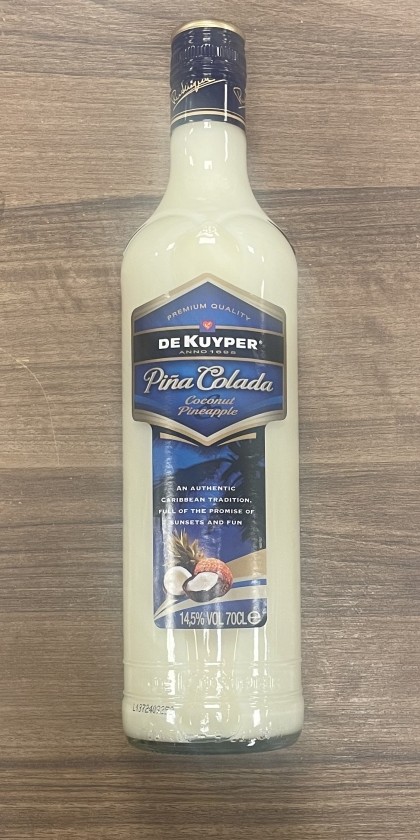 PREMIUM QUALITY
DE KUYPER®
ANNO 1695
Piña Colada
Coconut
Pineapple
AN AUTHENTIC
CARIBBEAN TRADITION,
FULL OF THE PROMISE OF
SUNSETS AND FUN
14,5% VOL 70CL e